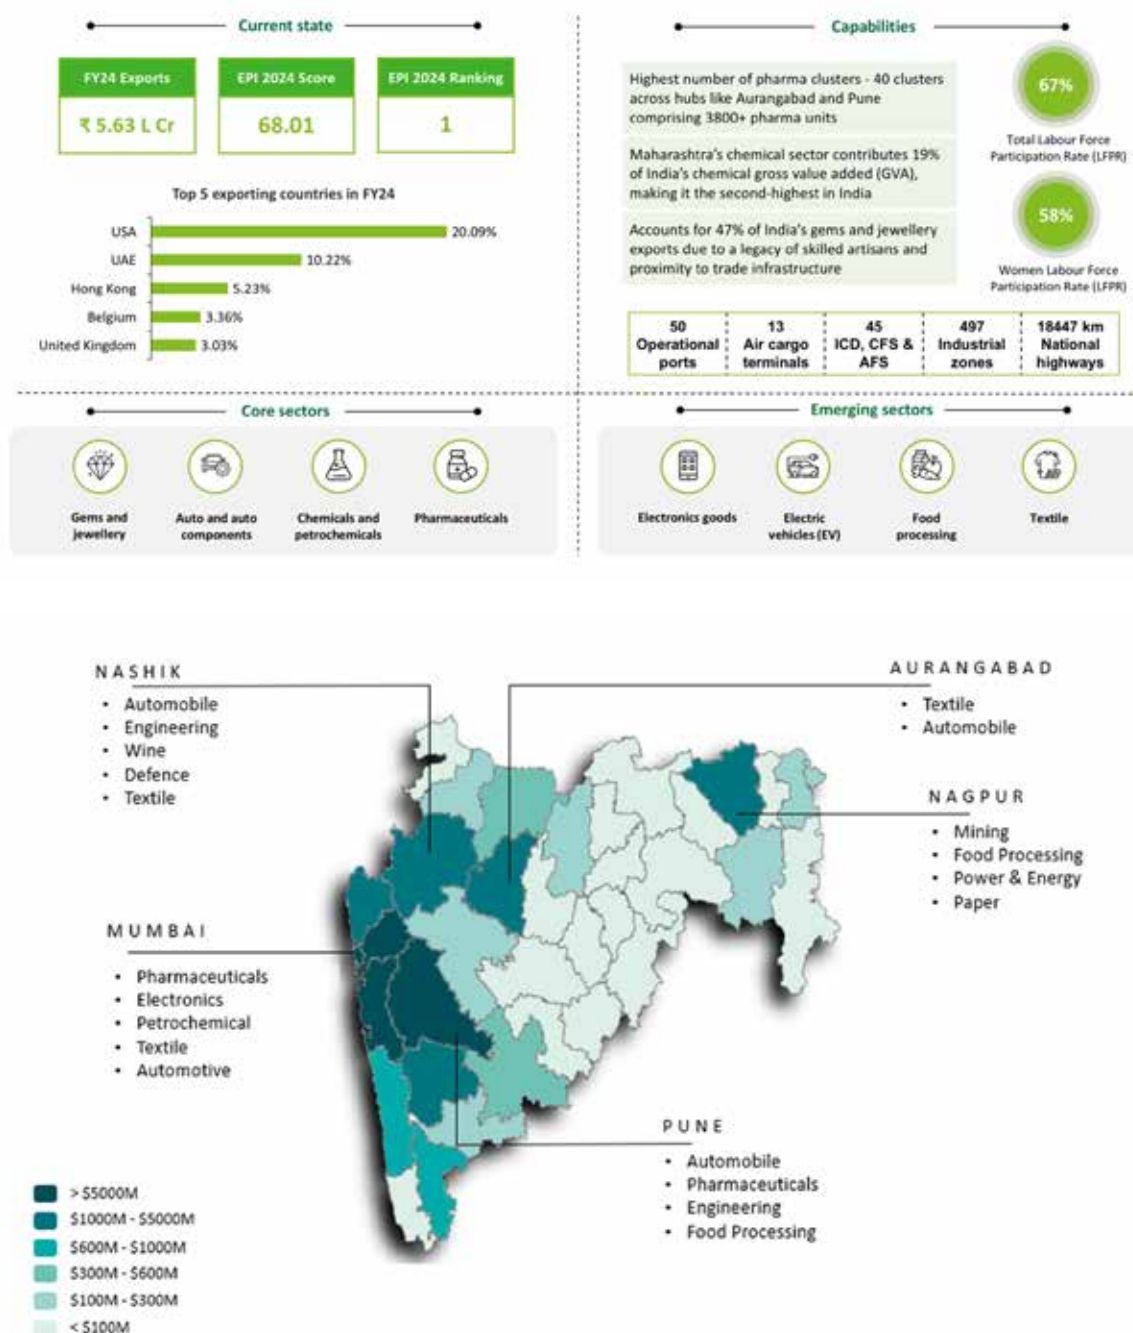 Current state
FY24 Exports
₹ 5.63 L Cr
EPI 2024 Score
68.01
EPI 2024 Ranking
1
Top 5 exporting countries in FY24
USA
20.09%
UAE
10.22%
Hong Kong
5.23%
Belgium
3.36%
United Kingdom
3.03%
Capabilities
Highest number of pharma clusters - 40 clusters
across hubs like Aurangabad and Pune
comprising 3800+ pharma units
Maharashtra's chemical sector contributes 19%
of India's chemical gross value added (GVA),
making it the second-highest in India
Accounts for 47% of India's gems and jewellery
exports due to a legacy of skilled artisans and
proximity to trade infrastructure
67%
Total Labour Force
Participation Rate (LFPR)
58%
Women Labour Force
Participation Rate (LFPR)
50
Operational
ports
13
Air cargo
terminals
45
ICD, CFS &
AFS
497
Industrial
zones
18447 km
National
highways
Core sectors
Gems and
jewellery
Auto and auto
components
Chemicals and
petrochemicals
Pharmaceuticals
Emerging sectors
Electronics goods
Electric
vehicles (EV)
Food
processing
Textile
NASHIK
• Automobile
• Engineering
• Wine
• Defence
• Textile
AURANGABAD
• Textile
• Automobile
NAGPUR
• Mining
• Food Processing
• Power & Energy
• Paper
MUMBAI
• Pharmaceuticals
• Electronics
• Petrochemical
• Textile
• Automotive
PUNE
• Automobile
• Pharmaceuticals
• Engineering
• Food Processing
> $5000M
$1000M - $5000M
$600M - $1000M
$300M - $600M
$100M - $300M
< $100M